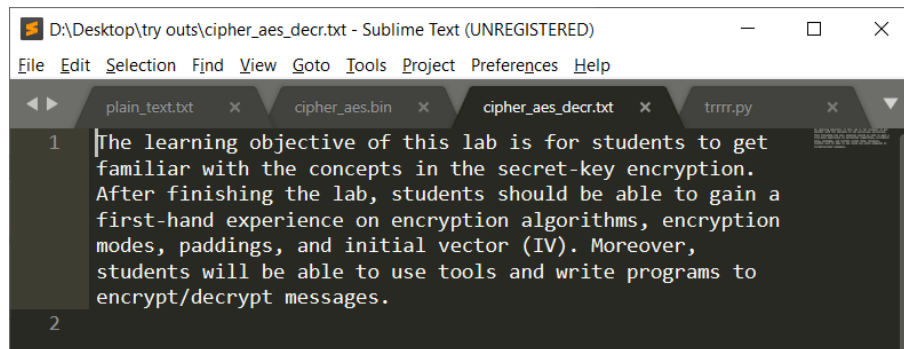 D:\Desktop\try outs\cipher_aes_decr.txt - Sublime Text (UNREGISTERED)
File Edit Selection Find View Goto Tools Project Preferences Help
plain_text.txt cipher_aes.bin cipher_aes_decr.txt trrrr.py
1 The learning objective of this lab is for students to get
familiar with the concepts in the secret-key encryption.
After finishing the lab, students should be able to gain a
first-hand experience on encryption algorithms, encryption
modes, paddings, and initial vector (IV). Moreover,
students will be able to use tools and write programs to
encrypt/decrypt messages.
2